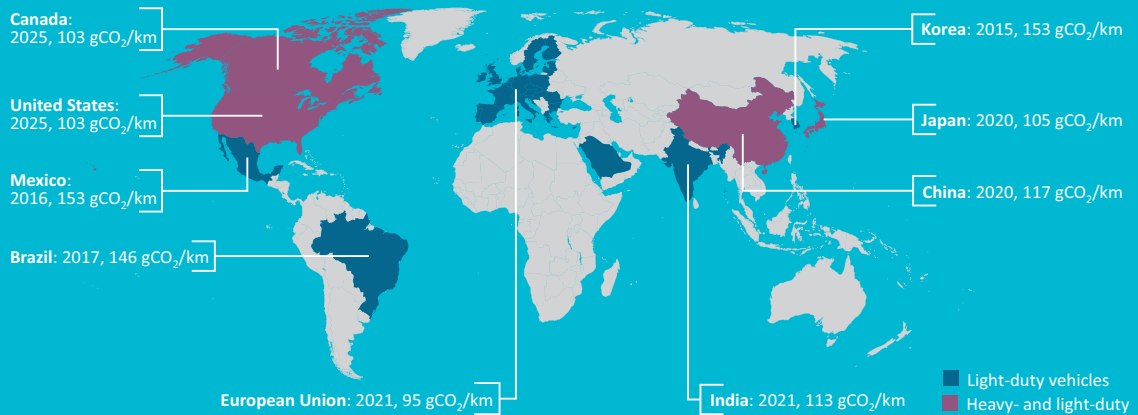 Canada:
2025, 103 gCO₂/km
United States:
2025, 103 gCO₂/km
Mexico:
2016, 153 gCO₂/km
Brazil: 2017, 146 gCO₂/km
European Union: 2021, 95 gCO₂/km
India: 2021, 113 gCO₂/km
Korea: 2015, 153 gCO₂/km
Japan: 2020, 105 gCO₂/km
China: 2020, 117 gCO₂/km
Light-duty vehicles
Heavy- and light-duty